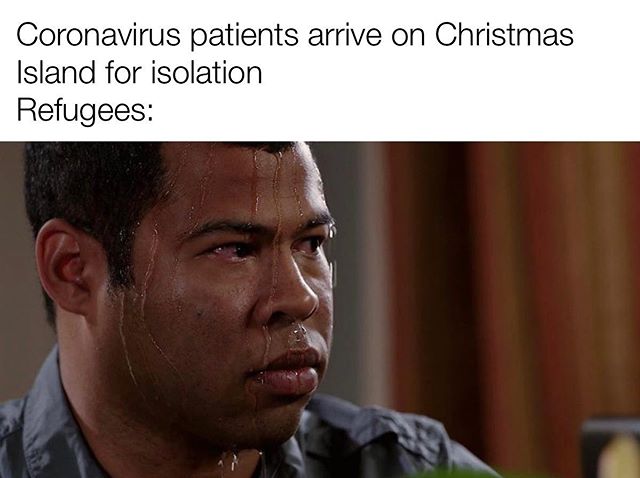 Coronavirus patients arrive on Christmas
Island for isolation
Refugees: